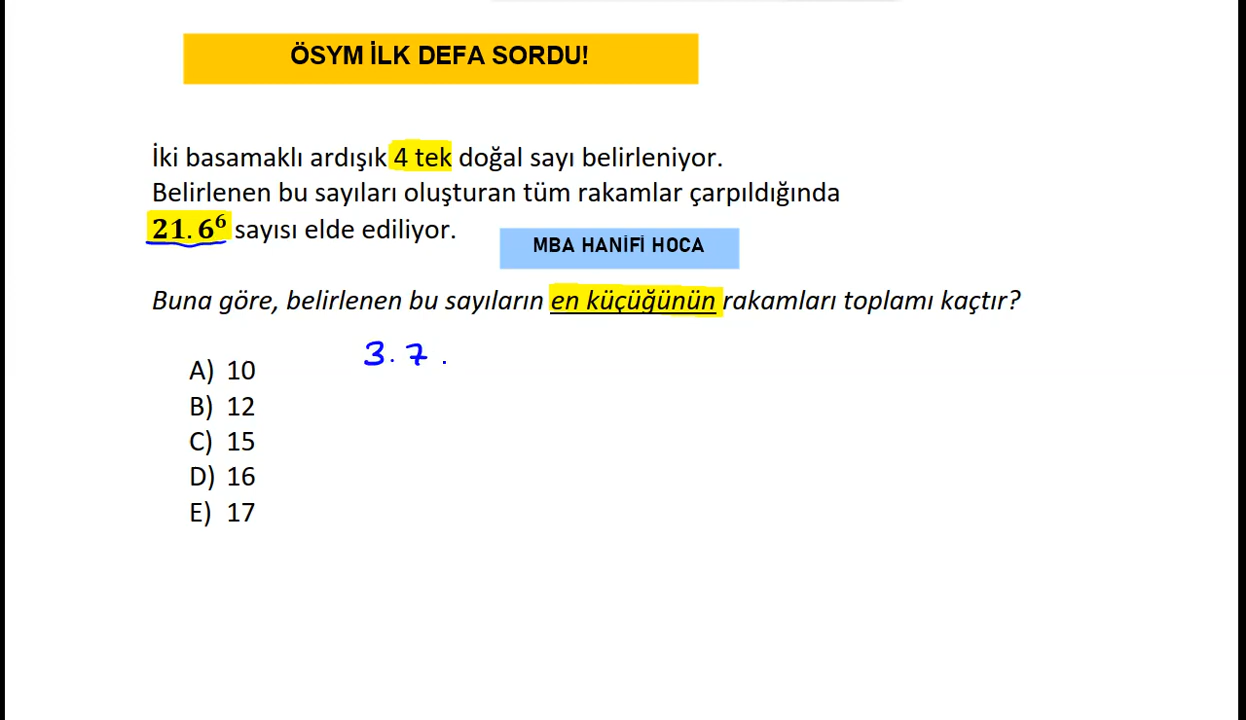 ÖSYM İLK DEFA SORDU!
İki basamaklı ardışık 4 tek doğal sayı belirleniyor.
Belirlenen bu sayıları oluşturan tüm rakamlar çarpıldığında
21.6⁶ sayısı elde ediliyor.
MBA HANİFİ HOCA
Buna göre, belirlenen bu sayıların en küçüğünün rakamları toplamı kaçtır?
3.7.
A) 10
B) 12
C) 15
D) 16
E) 17